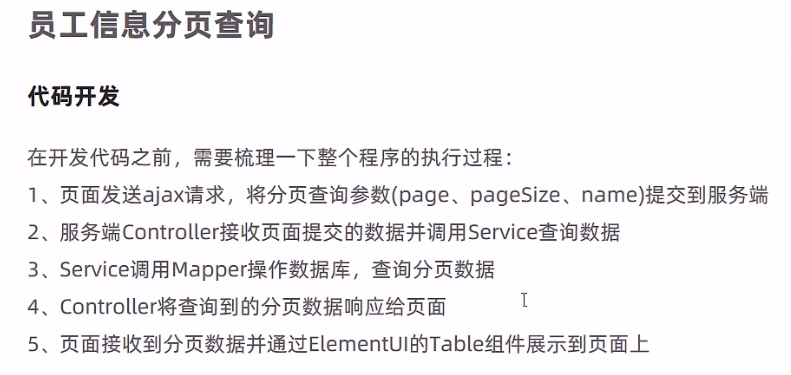 员工信息分页查询
代码开发
在开发代码之前，需要梳理一下整个程序的执行过程：
1、页面发送ajax请求，将分页查询参数(page、pageSize、name)提交到服务端
2、服务端Controller接收页面提交的数据并调用Service查询数据
3、Service调用Mapper操作数据库，查询分页数据
4、Controller将查询到的分页数据响应给页面
5、页面接收到分页数据并通过ElementUI的Table组件展示到页面上